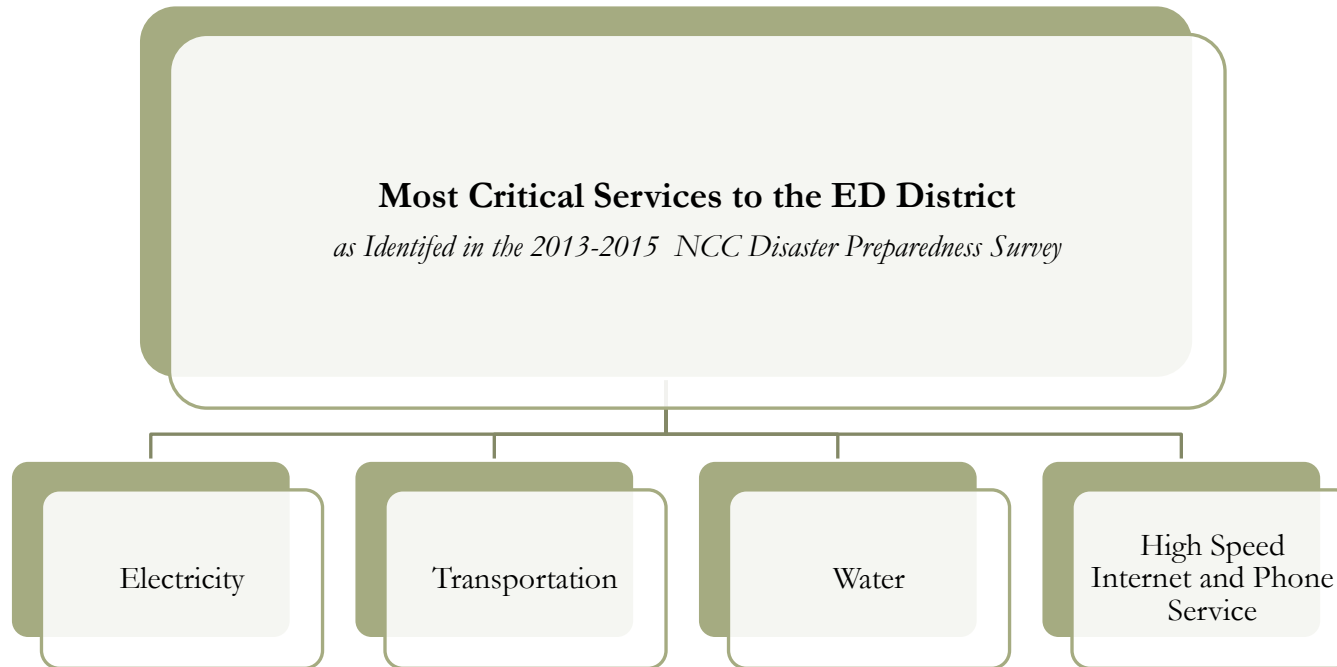 Most Critical Services to the ED District
as Identifed in the 2013-2015 NCC Disaster Preparedness Survey
Electricity
Transportation
Water
High Speed
Internet and Phone
Service